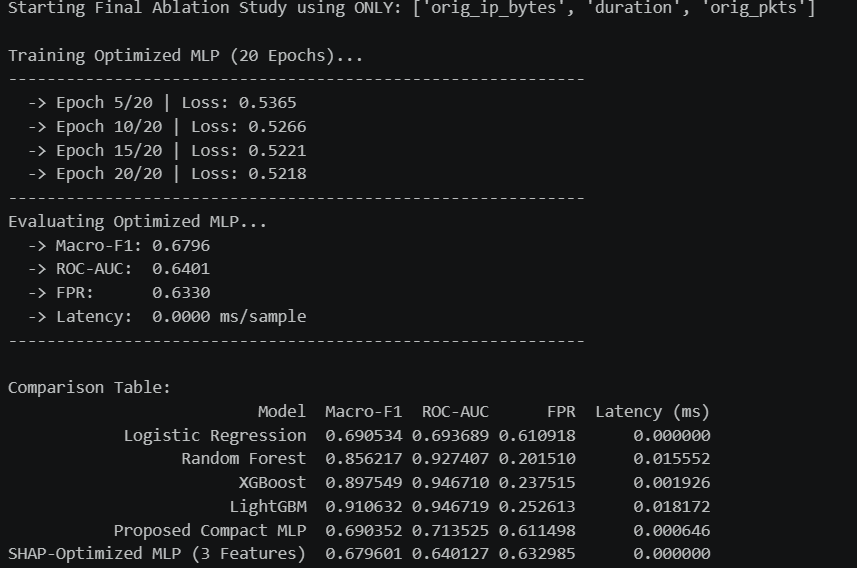 Starting Final Ablation Study using ONLY: ['orig_ip_bytes', 'duration', 'orig_pkts']
Training Optimized MLP (20 Epochs)...
------------------------------------------------------------
-> Epoch 5/20 | Loss: 0.5365
-> Epoch 10/20 | Loss: 0.5266
-> Epoch 15/20 | Loss: 0.5221
-> Epoch 20/20 | Loss: 0.5218
------------------------------------------------------------
Evaluating Optimized MLP...
-> Macro-F1: 0.6796
-> ROC-AUC:  0.6401
-> FPR:      0.6330
-> Latency:  0.0000 ms/sample
------------------------------------------------------------
Comparison Table:
Model  Macro-F1  ROC-AUC      FPR  Latency (ms)
Logistic Regression  0.690534 0.693689 0.610918      0.000000
Random Forest  0.856217 0.927407 0.201510      0.015552
XGBoost  0.897549 0.946710 0.237515      0.001926
LightGBM  0.910632 0.946719 0.252613      0.018172
Proposed Compact MLP  0.690352 0.713525 0.611498      0.000646
SHAP-Optimized MLP (3 Features)  0.679601 0.640127 0.632985      0.000000